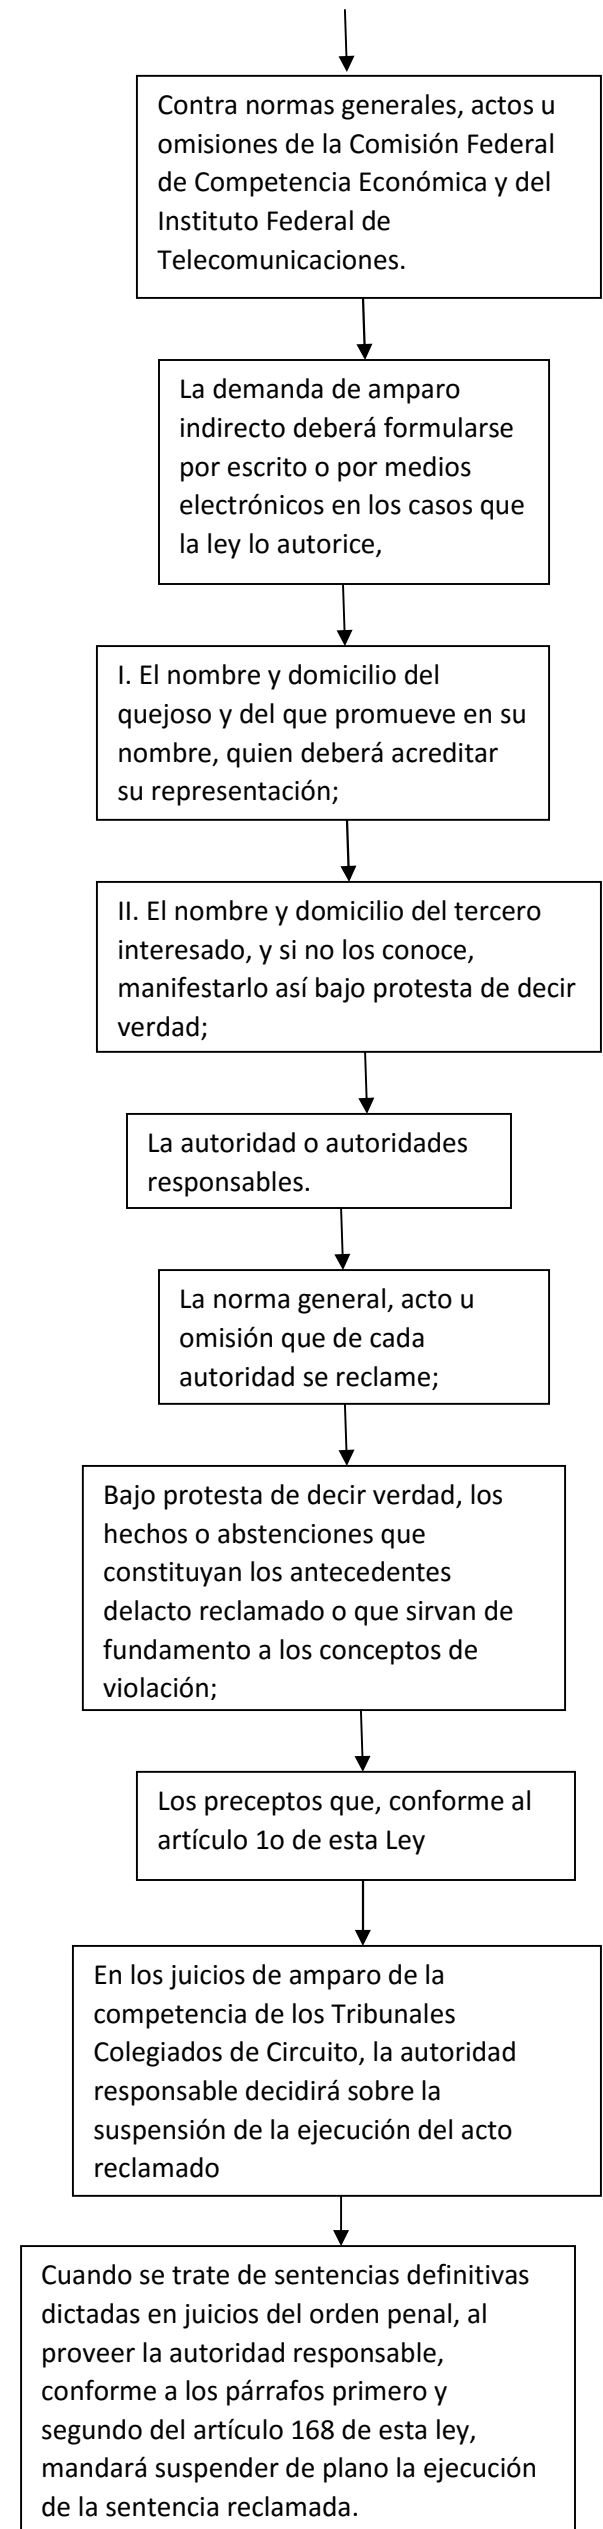 Contra normas generales, actos u
omisiones de la Comisión Federal
de Competencia Económica y del
Instituto Federal de
Telecomunicaciones.
La demanda de amparo
indirecto deberá formularse
por escrito o por medios
electrónicos en los casos que
la ley lo autorice,
I. El nombre y domicilio del
quejoso y del que promueve en su
nombre, quien deberá acreditar
su representación;
II. El nombre y domicilio del tercero
interesado, y si no los conoce,
manifestarlo así bajo protesta de decir
verdad;
La autoridad o autoridades
responsables.
La norma general, acto u
omisión que de cada
autoridad se reclame;
Bajo protesta de decir verdad, los
hechos o abstenciones que
constituyan los antecedentes
delacto reclamado o que sirvan de
fundamento a los conceptos de
violación;
Los preceptos que, conforme al
artículo 1o de esta Ley
En los juicios de amparo de la
competencia de los Tribunales
Colegiados de Circuito, la autoridad
responsable decidirá sobre la
suspensión de la ejecución del acto
reclamado
Cuando se trate de sentencias definitivas
dictadas en juicios del orden penal, al
proveer la autoridad responsable,
conforme a los párrafos primero y
segundo del artículo 168 de esta ley,
mandará suspender de plano la ejecución
de la sentencia reclamada.